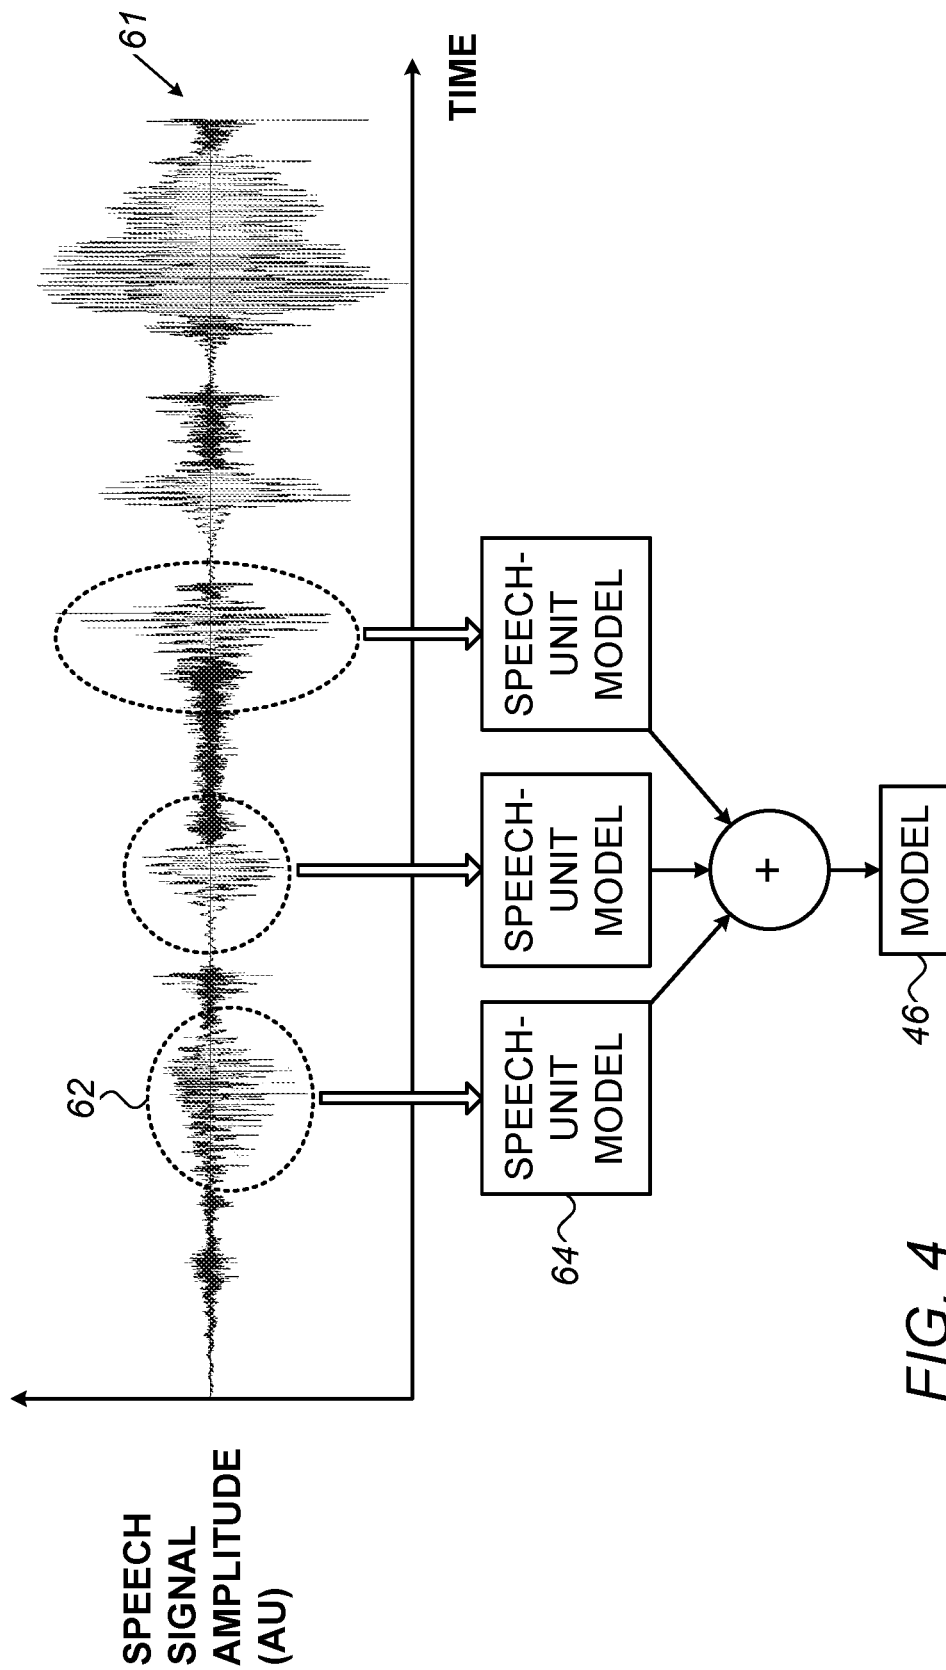 SPEECH
SIGNAL
AMPLITUDE
(AU)
61
62
TIME
64
SPEECH-
UNIT
MODEL
SPEECH-
UNIT
MODEL
SPEECH-
UNIT
MODEL
+
46
MODEL
FIG. 4